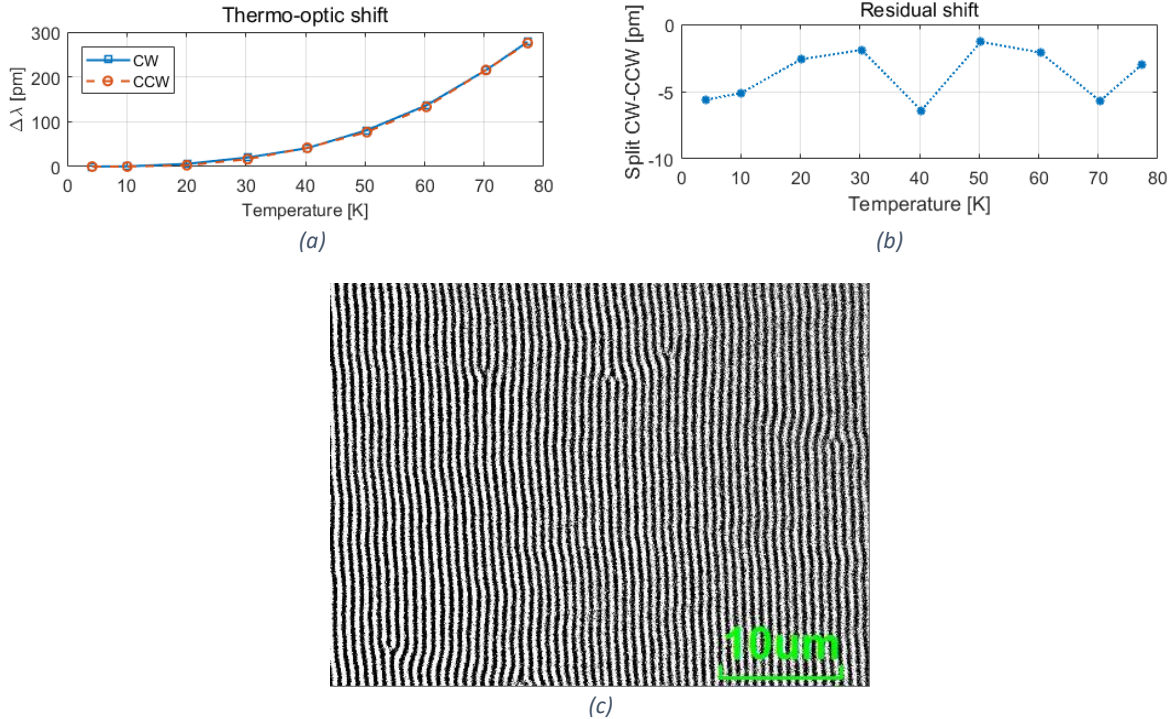 Thermo-optic shift
300
200
100
0
Δλ [pm]
CW
CCW
0 10 20 30 40 50 60 70 80
Temperature [K]
(a)
Residual shift
0
-5
-10
Split CW-CCW [pm]
0 10 20 30 40 50 60 70 80
Temperature [K]
(b)
10um
(c)